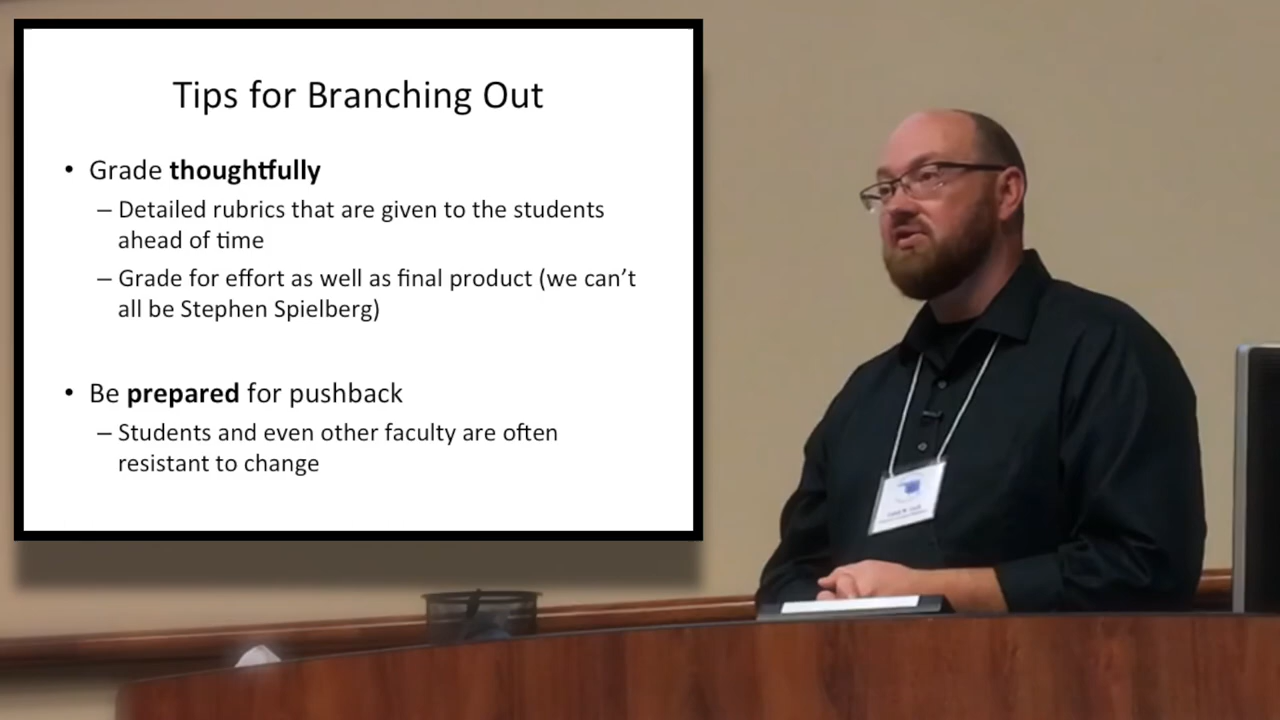 Tips for Branching Out
• Grade thoughtfully
– Detailed rubrics that are given to the students
ahead of time
– Grade for effort as well as final product (we can’t
all be Stephen Spielberg)
• Be prepared for pushback
– Students and even other faculty are often
resistant to change